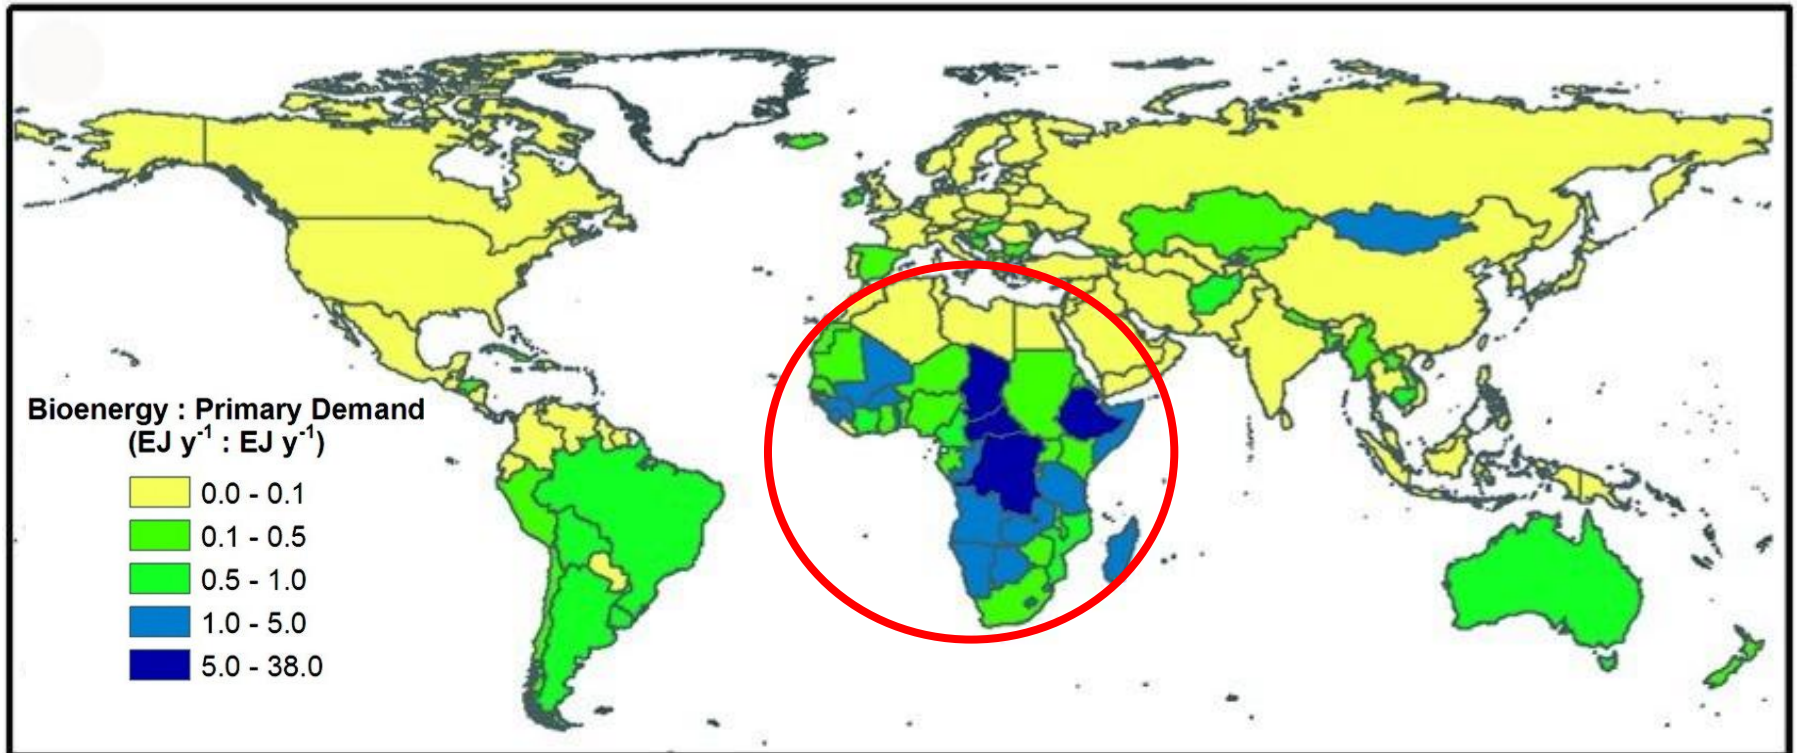 Bioenergy : Primary Demand
(EJ y⁻¹ : EJ y⁻¹)
0.0 - 0.1
0.1 - 0.5
0.5 - 1.0
1.0 - 5.0
5.0 - 38.0